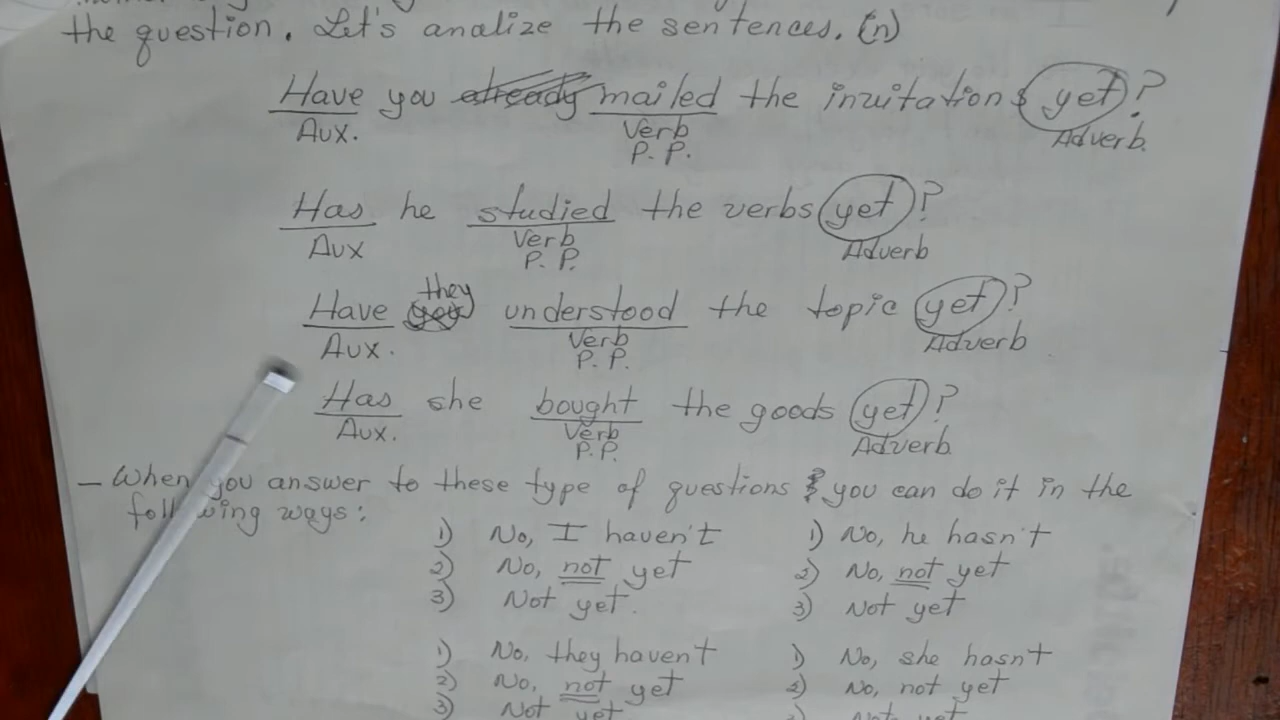 the question. Let's analize the sentences. (n)
Have you mailed the invitations yet?
Aux. Verb Adverb.
P. P.
Has he studied the verbs yet?
Aux Verb Adverb
P. P.
they
Have understood the topic yet?
Aux. Verb Adverb
P. P.
Has she bought the goods yet?
Aux. Verb Adverb.
P. P.
- When you answer to these type of questions you can do it in the
following ways:
1) No, I haven't
2) No, not yet
3) Not yet.
1) No, he hasn't
2) No, not yet
3) Not yet
1) No, they haven't
2) No, not yet
3) Not yet
1) No, she hasn't
2) No, not yet
Not yet